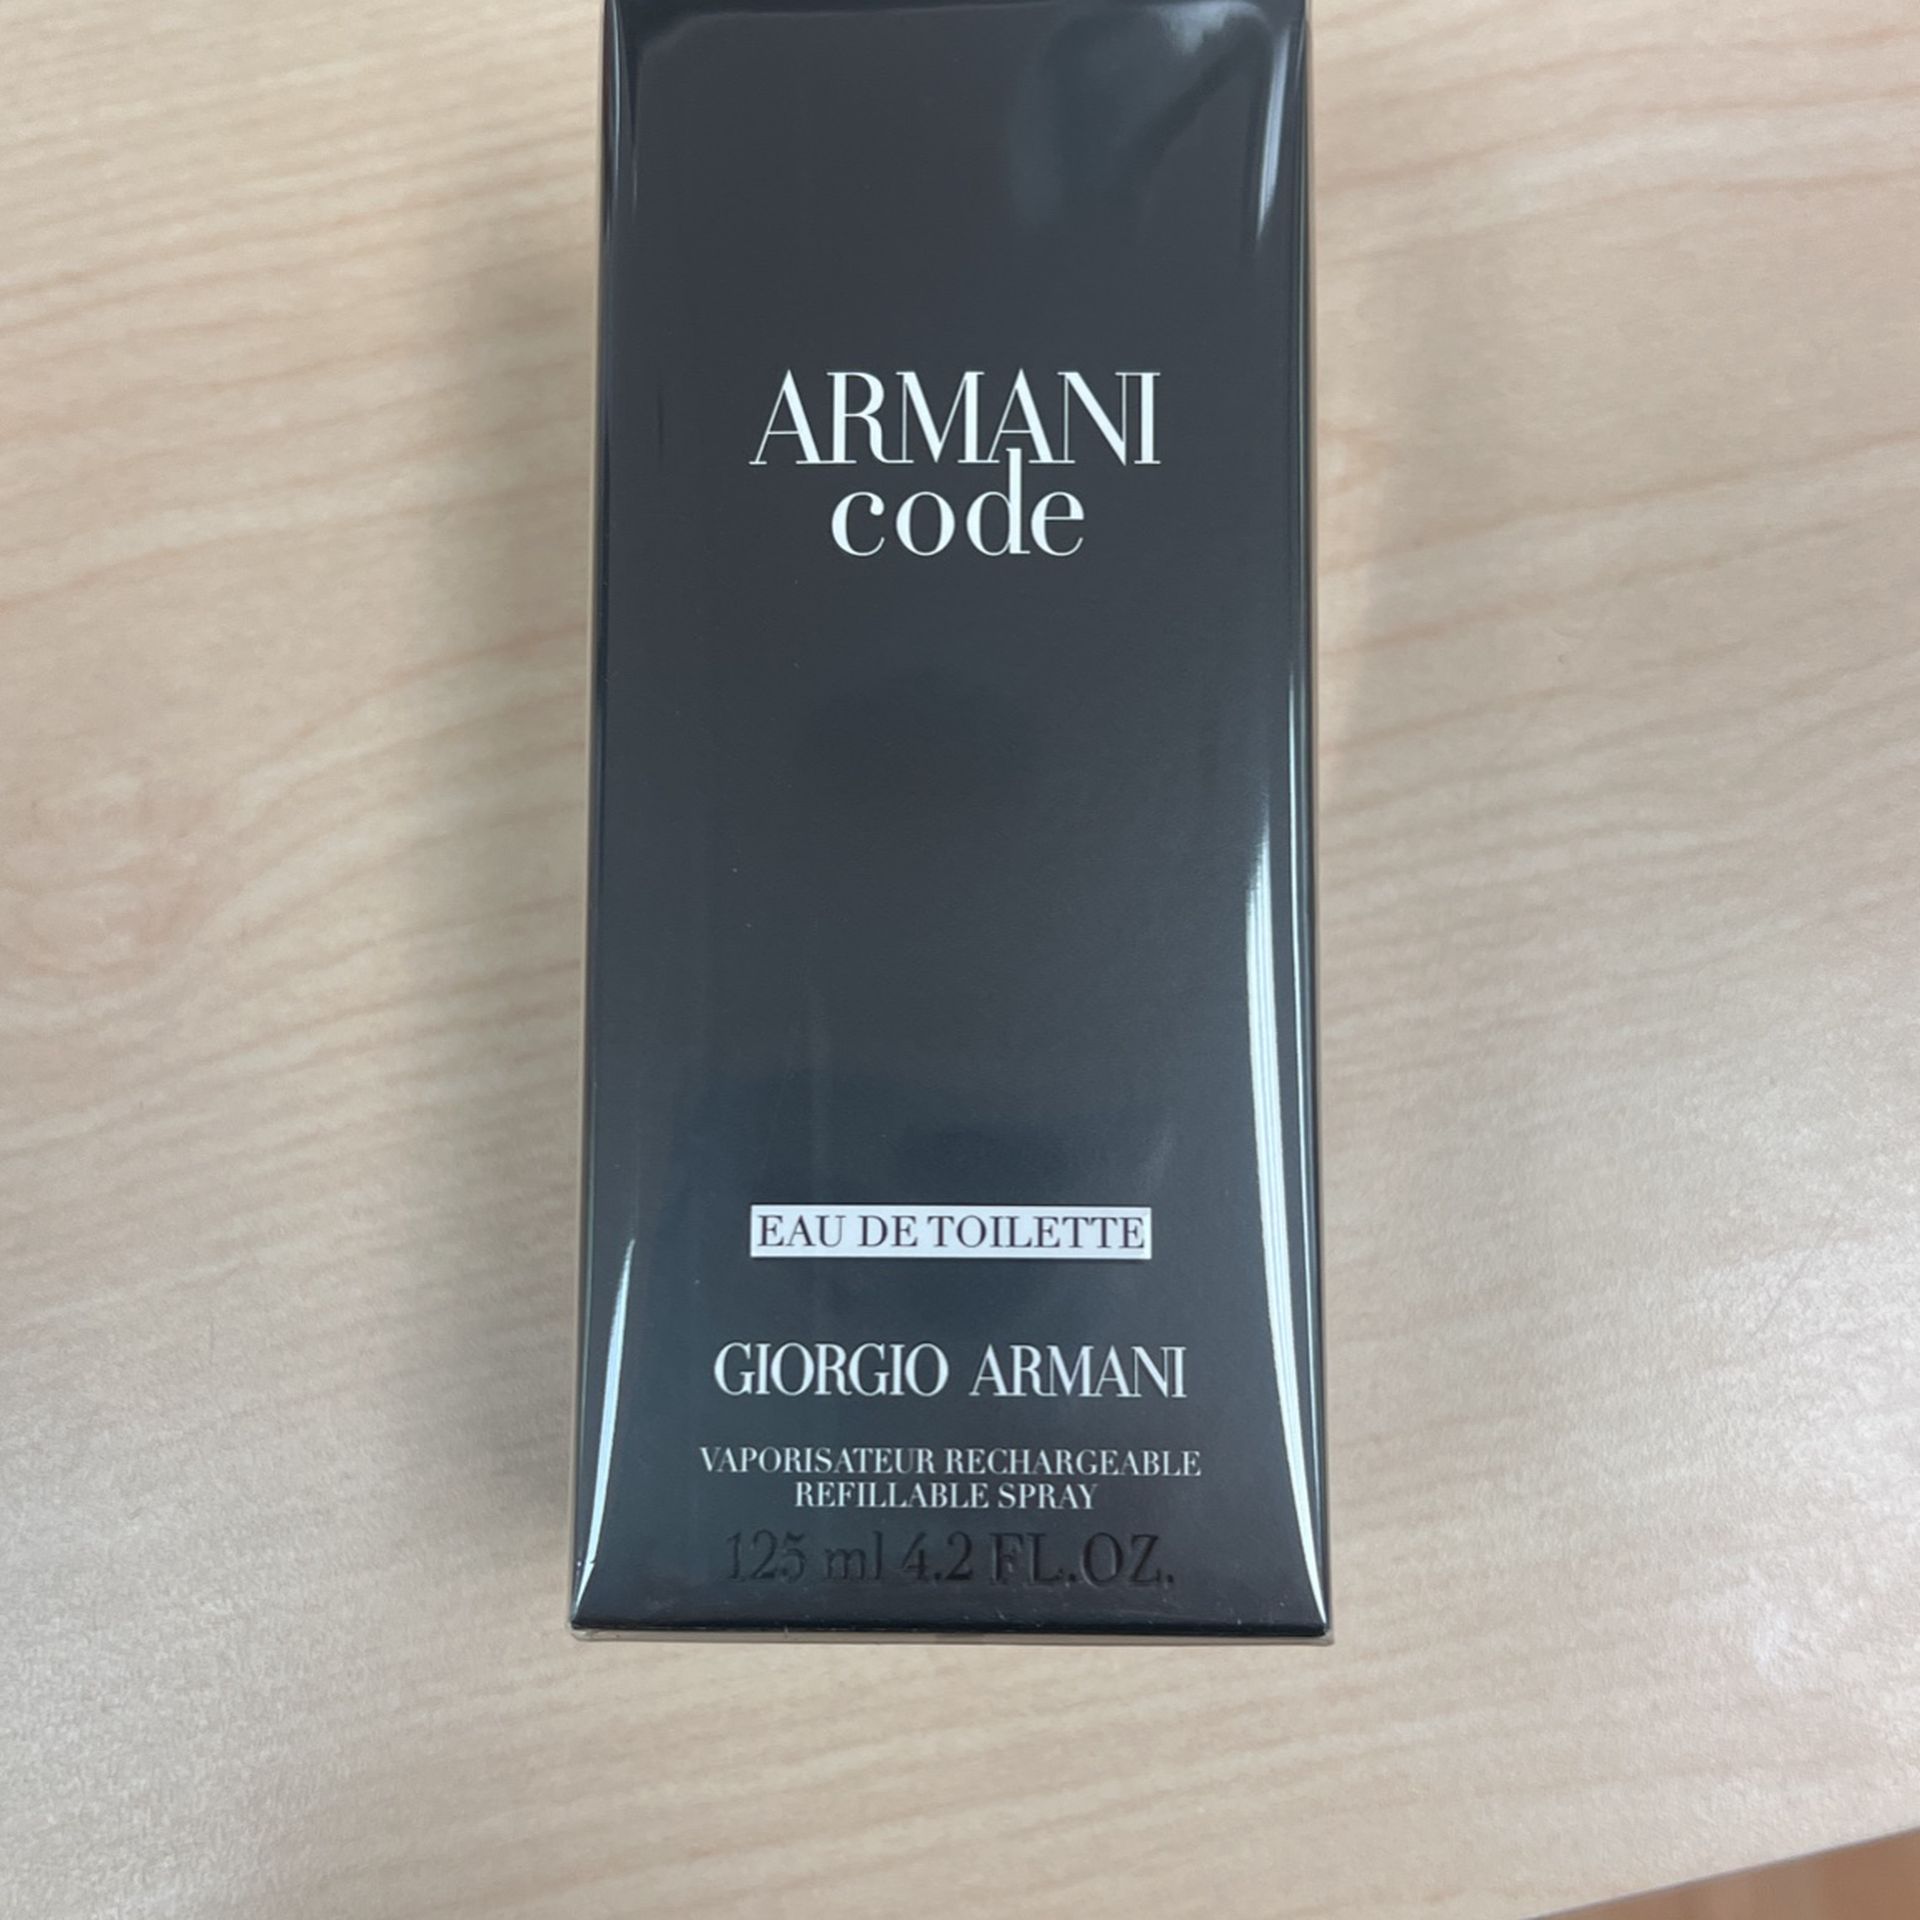 ARMANI
code
EAU DE TOILETTE
GIORGIO ARMANI
VAPORISATEUR RECHARGEABLE
REFILLABLE SPRAY
125 ml 4.2 FL.OZ.